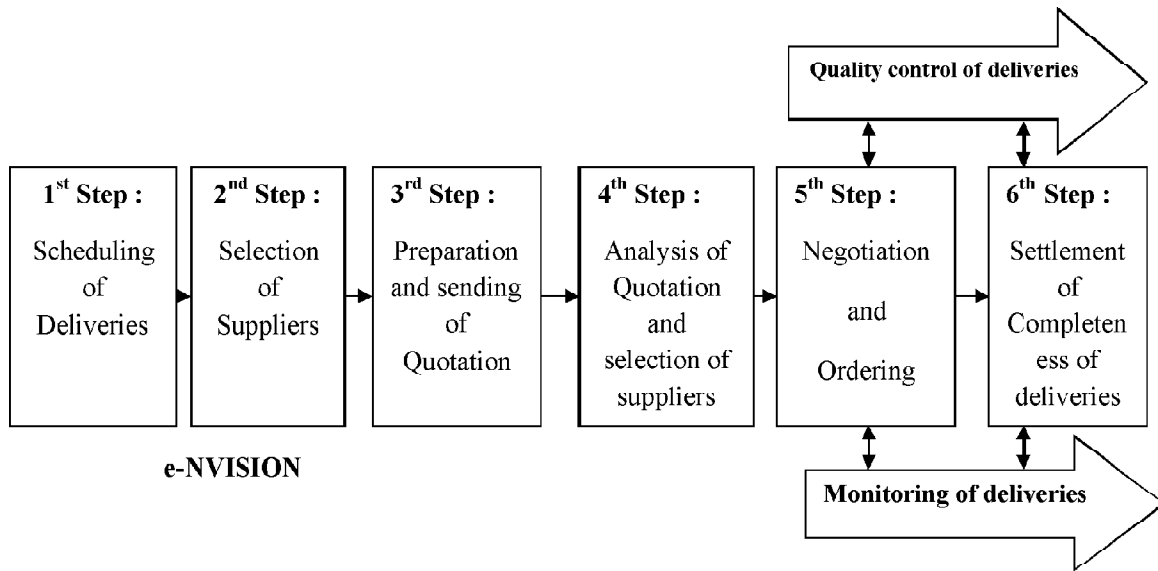 Quality control of deliveries
1st Step :
Scheduling
of
Deliveries
2nd Step :
Selection
of
Suppliers
3rd Step :
Preparation
and sending
of
Quotation
4th Step :
Analysis of
Quotation
and
selection of
suppliers
5th Step :
Negotiation
and
Ordering
6th Step :
Settlement
of
Completen
ess of
deliveries
e-NVISION
Monitoring of deliveries